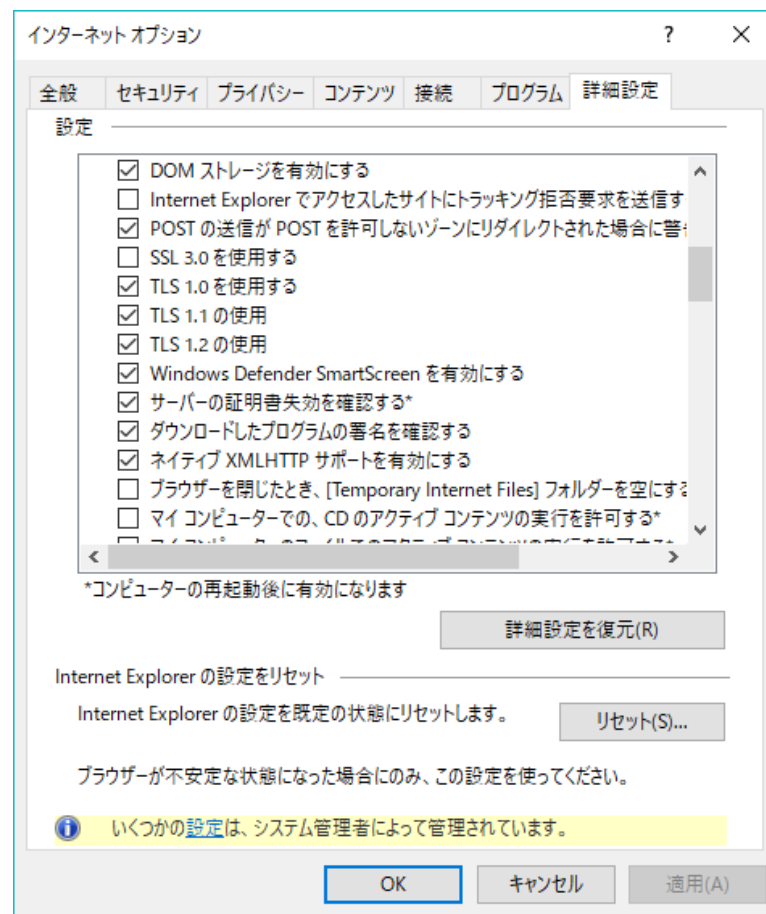 インターネット オプション
全般 セキュリティ プライバシー コンテンツ 接続 プログラム 詳細設定
設定
DOM ストレージを有効にする
Internet Explorer でアクセスしたサイトにトラッキング拒否要求を送信す
POST の送信が POST を許可しないゾーンにリダイレクトされた場合に警
SSL 3.0 を使用する
TLS 1.0 を使用する
TLS 1.1 の使用
TLS 1.2 の使用
Windows Defender SmartScreen を有効にする
サーバーの証明書失効を確認する*
ダウンロードしたプログラムの署名を確認する
ネイティブ XMLHTTP サポートを有効にする
ブラウザーを閉じたとき、[Temporary Internet Files] フォルダーを空にする
マイ コンピューターでの、CD のアクティブ コンテンツの実行を許可する*
*コンピューターの再起動後に有効になります
詳細設定を復元(R)
Internet Explorer の設定をリセット
Internet Explorer の設定を既定の状態にリセットします。
リセット(S)...
ブラウザーが不安定な状態になった場合にのみ、この設定を使ってください。
いくつかの設定は、システム管理者によって管理されています。
OK キャンセル 適用(A)